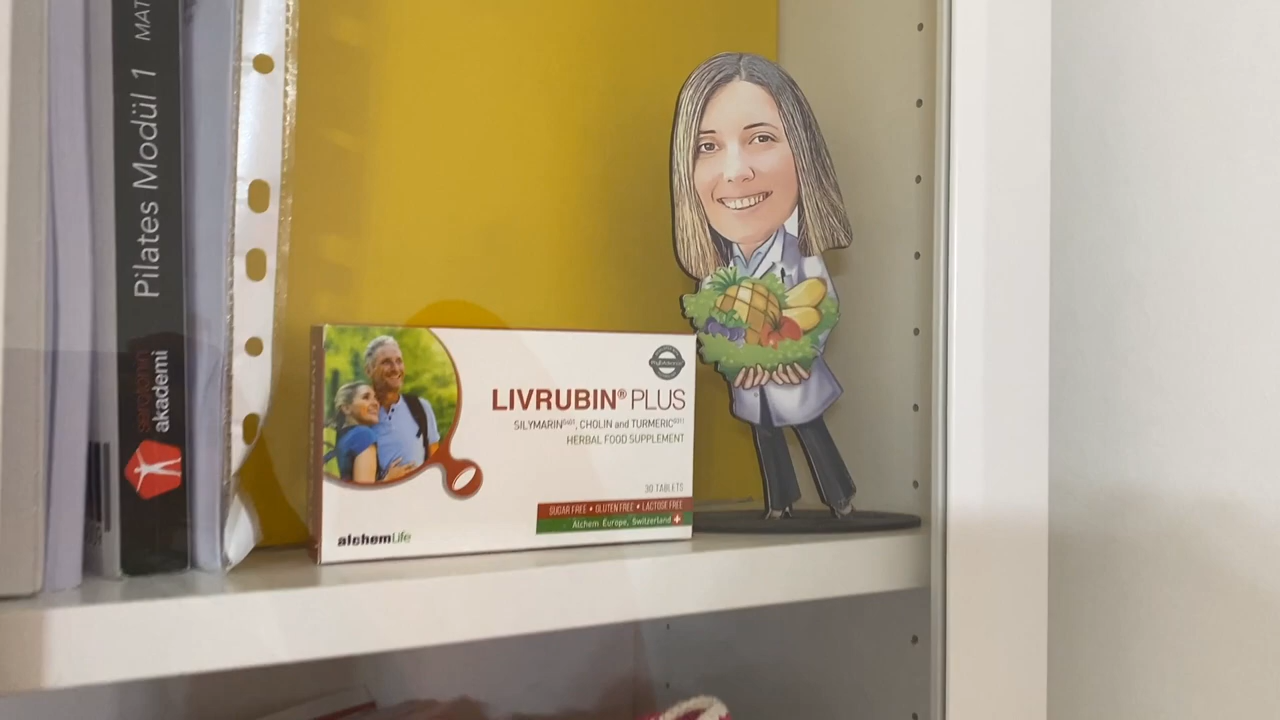 Pilates Modül 1 MAT
serotonin
akademi
LIVRUBIN® PLUS
SILYMARIN, CHOLIN and TURMERIC
HERBAL FOOD SUPPLEMENT
30 TABLETS
SUGAR FREE • GLUTEN FREE • LACTOSE FREE
Alchem Europe, Switzerland
alchemLife